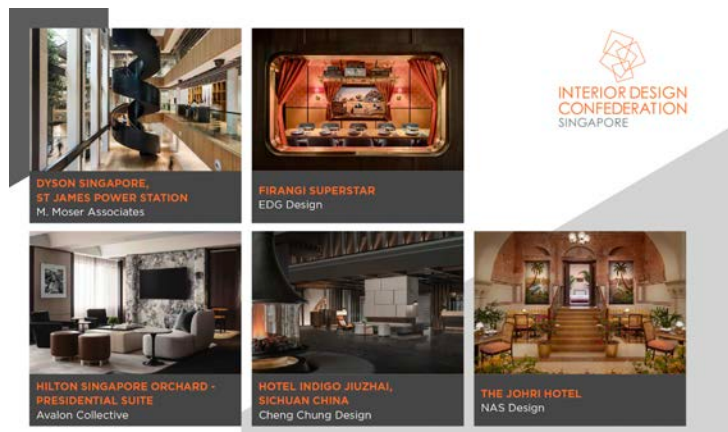 INTERIOR DESIGN
CONFEDERATION
SINGAPORE
DYSON SINGAPORE,
ST JAMES POWER STATION
M. Moser Associates
FIRANGI SUPERSTAR
EDG Design
HILTON SINGAPORE ORCHARD -
PRESIDENTIAL SUITE
Avalon Collective
HOTEL INDIGO JIUZHAI,
SICHUAN CHINA
Cheng Chung Design
THE JOHRI HOTEL
NAS Design